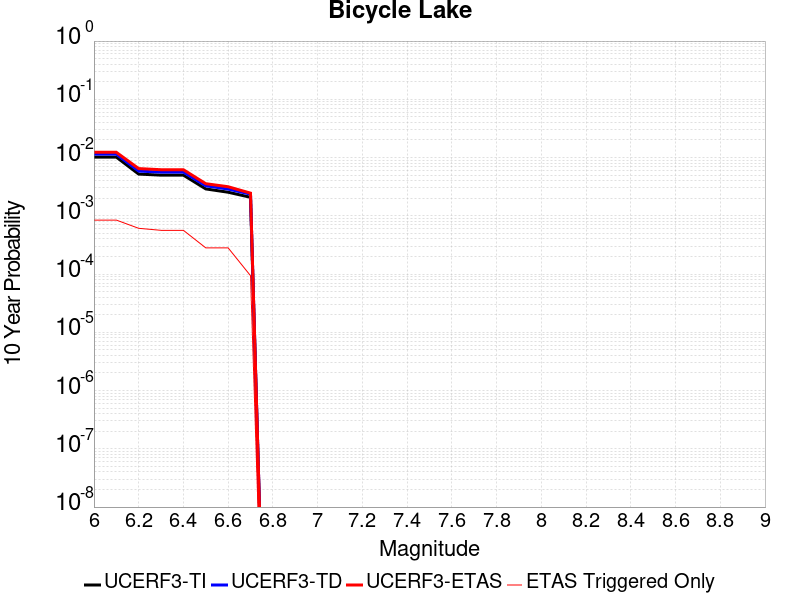 Bicycle Lake
10 0
10 -1
10 -2
10 -3
10 -4
10 -5
10 -6
10 -7
10 -8
10 Year Probability
6 6.2 6.4 6.6 6.8 7 7.2 7.4 7.6 7.8 8 8.2 8.4 8.6 8.8 9
Magnitude
UCERF3-TI UCERF3-TD UCERF3-ETAS ETAS Triggered Only